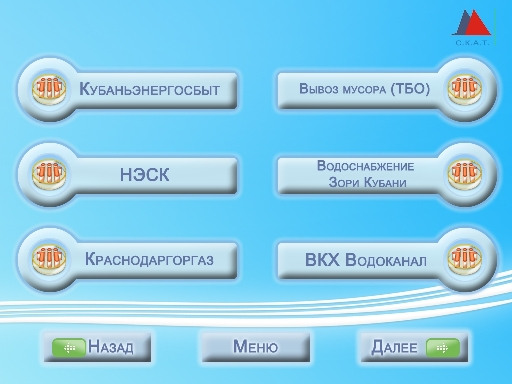 С.К.А.Т.
Кубаньэнергосбыт
Вывоз мусора (ТБО)
НЭСК
Водоснабжение
Зори Кубани
Краснодаргоргаз
ВКХ Водоканал
Назад
Меню
Далее